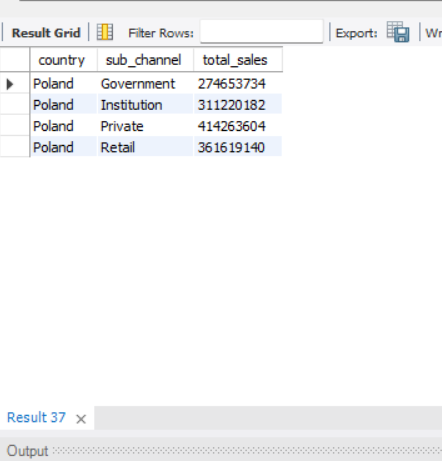 Result Grid Filter Rows: Export: Wr
country sub_channel total_sales
Poland Government 274653734
Poland Institution 311220182
Poland Private 414263604
Poland Retail 361619140
Result 37
Output